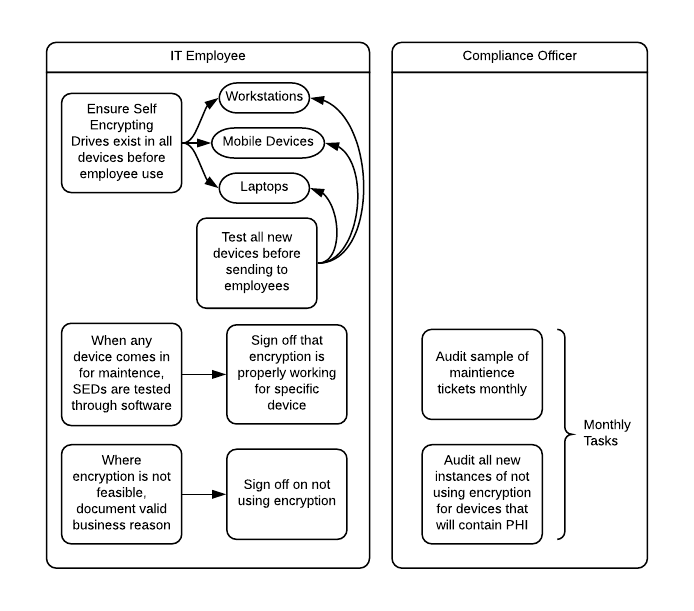 IT Employee
Ensure Self
Encrypting
Drives exist in all
devices before
employee use
Workstations
Mobile Devices
Laptops
Test all new
devices before
sending to
employees
When any
device comes in
for maintence,
SEDs are tested
through software
Sign off that
encryption is
properly working
for specific
device
Where
encryption is not
feasible,
document valid
business reason
Sign off on not
using encryption
Compliance Officer
Audit sample of
maintience
tickets monthly
Audit all new
instances of not
using encryption
for devices that
will contain PHI
Monthly
Tasks